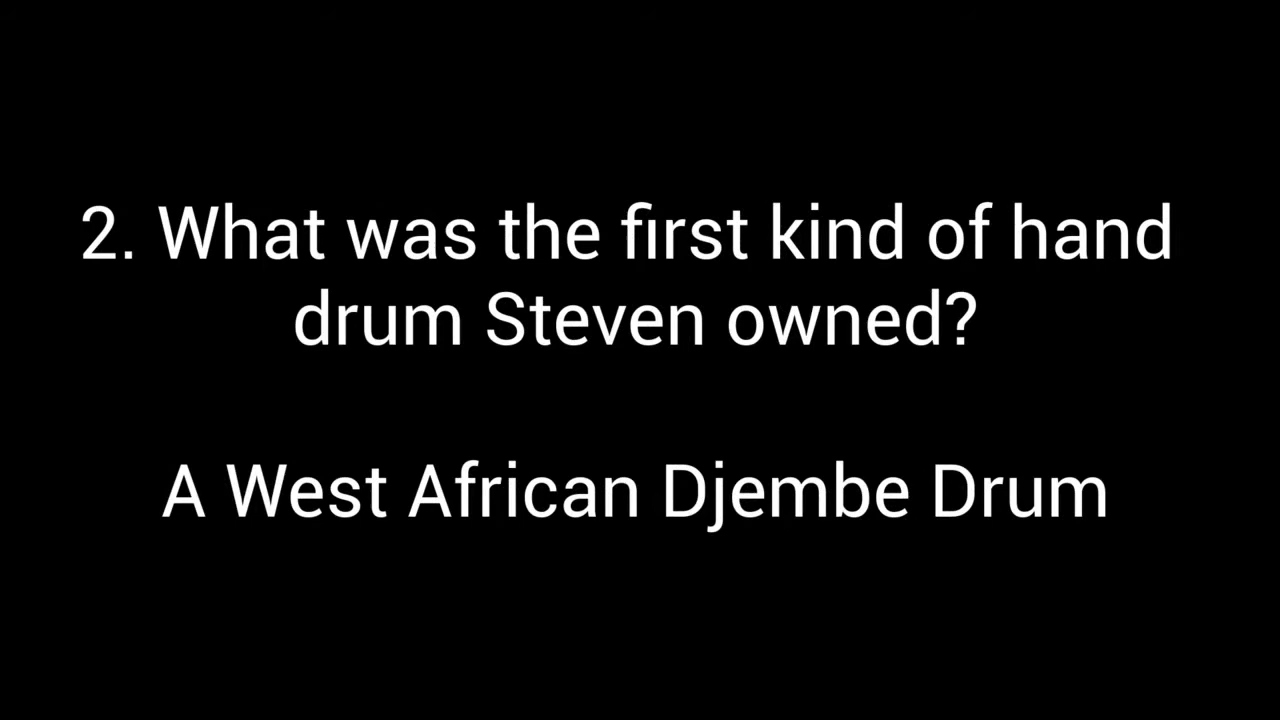 2. What was the first kind of hand
drum Steven owned?
A West African Djembe Drum